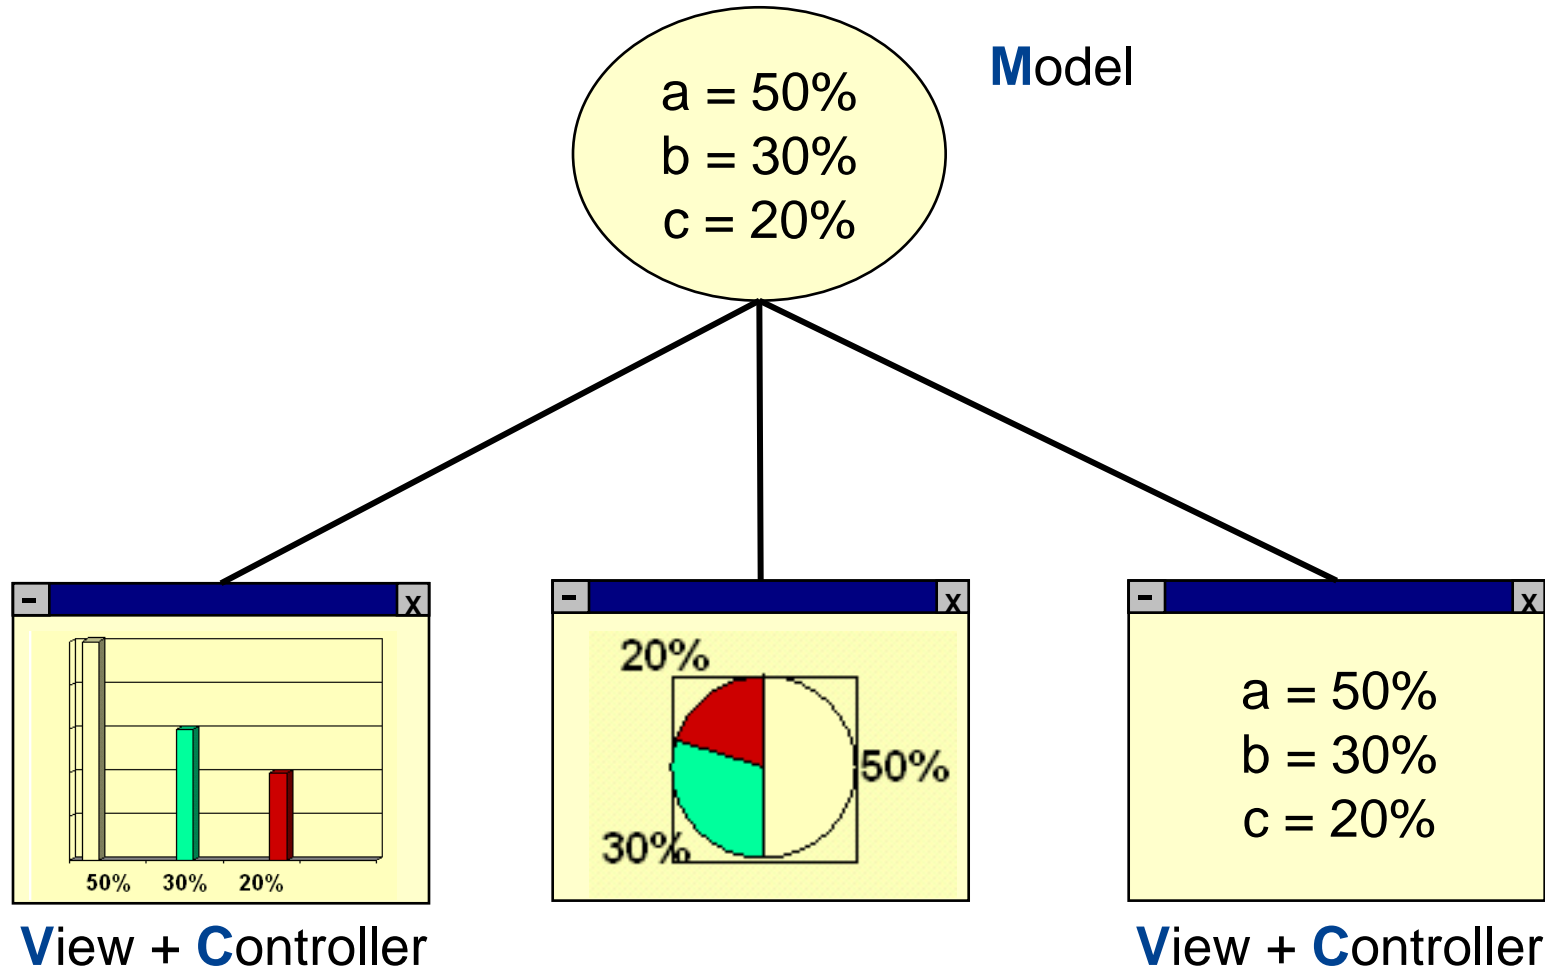 Model
a = 50%
b = 30%
c = 20%
- x
50% 30% 20%
View + Controller
- x
20%
50%
30%
- x
a = 50%
b = 30%
c = 20%
View + Controller